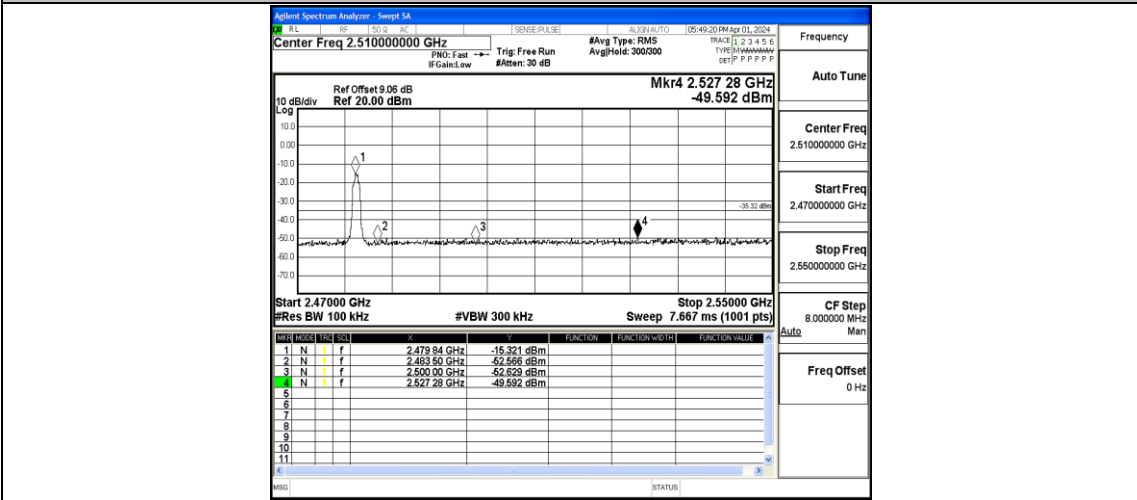 Agilent Spectrum Analyzer - Swept SA
RL RF 50 Ω AC SENSE:PULSE ALIGN AUTO 05:49:20 PM Apr 01, 2024
Center Freq 2.510000000 GHz
PNO: Fast
IFGain:Low
Trig: Free Run
#Atten: 30 dB
#Avg Type: RMS
Avg|Hold: 300/300
TRACE 1 2 3 4 5 6
TYPE M WWWWW
DET P P P P P P
Frequency
Mkr4 2.527 28 GHz
-49.592 dBm
Ref Offset 9.06 dB
Ref 20.00 dBm
10 dB/div
Log
10.0
0.00
-10.0
-20.0
-30.0
-40.0
-50.0
-60.0
-70.0
1
2
3
4
-35.32 dBm
Start 2.47000 GHz
Stop 2.55000 GHz
#Res BW 100 kHz
#VBW 300 kHz
Sweep 7.667 ms (1001 pts)
MKR MODE TRC SCL X Y FUNCTION FUNCTION WIDTH FUNCTION VALUE
1 N 1 f 2.479 84 GHz -15.321 dBm
2 N 1 f 2.483 50 GHz -52.566 dBm
3 N 1 f 2.500 00 GHz -52.629 dBm
4 N 1 f 2.527 28 GHz -49.592 dBm
5
6
7
8
9
10
11
MSG
STATUS
Auto Tune
Center Freq
2.510000000 GHz
Start Freq
2.470000000 GHz
Stop Freq
2.550000000 GHz
CF Step
8.000000 MHz
Auto Man
Freq Offset
0 Hz